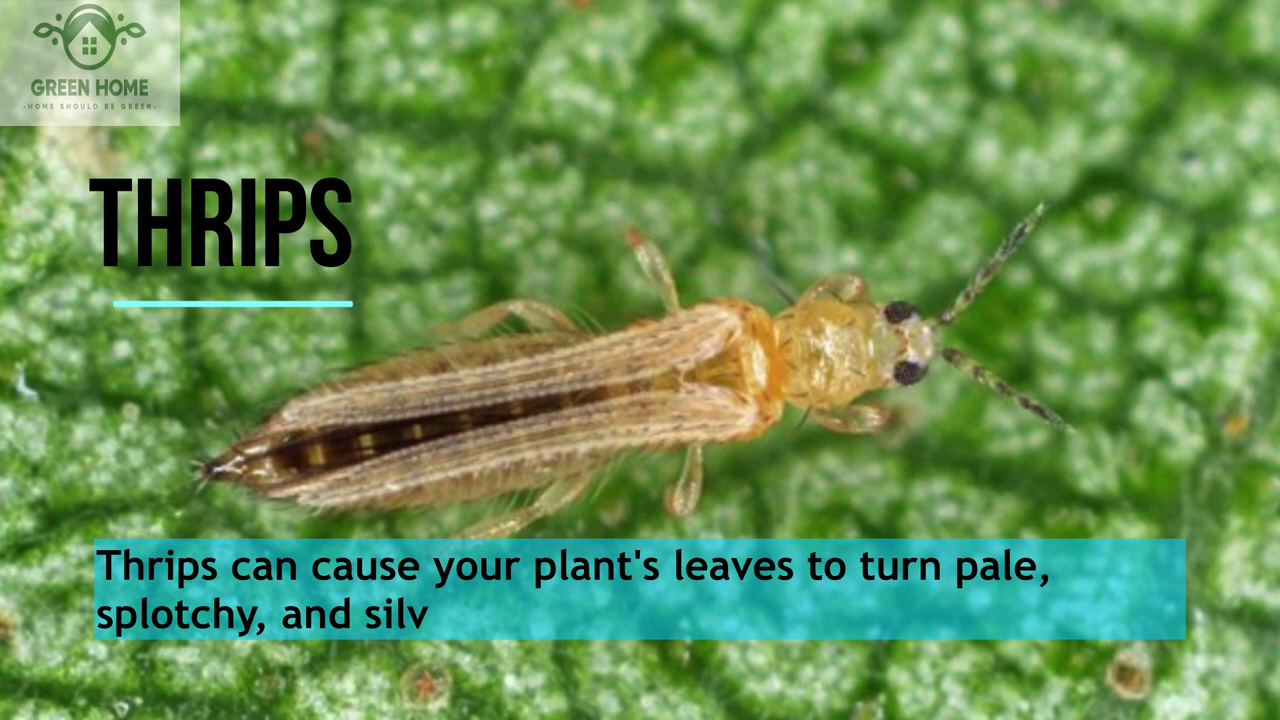 GREEN HOME
-HOME SHOULD BE GREEN-
THRIPS
Thrips can cause your plant's leaves to turn pale,
splotchy, and silv